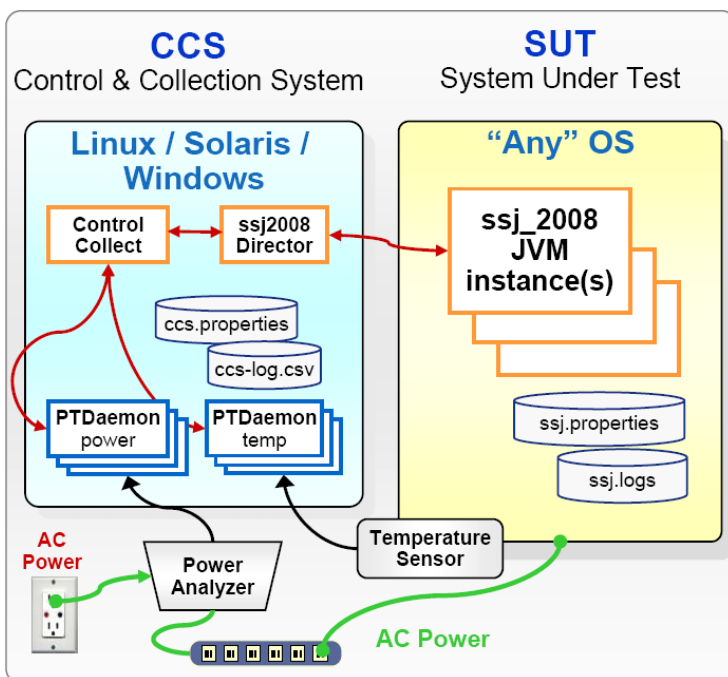 CCS
Control & Collection System
SUT
System Under Test
Linux / Solaris /
Windows
Control
Collect
ssj2008
Director
ccs.properties
ccs-log.csv
PTDaemon
power
PTDaemon
temp
“Any” OS
ssj_2008
JVM
instance(s)
ssj.properties
ssj.logs
Temperature
Sensor
AC
Power
Power
Analyzer
AC Power